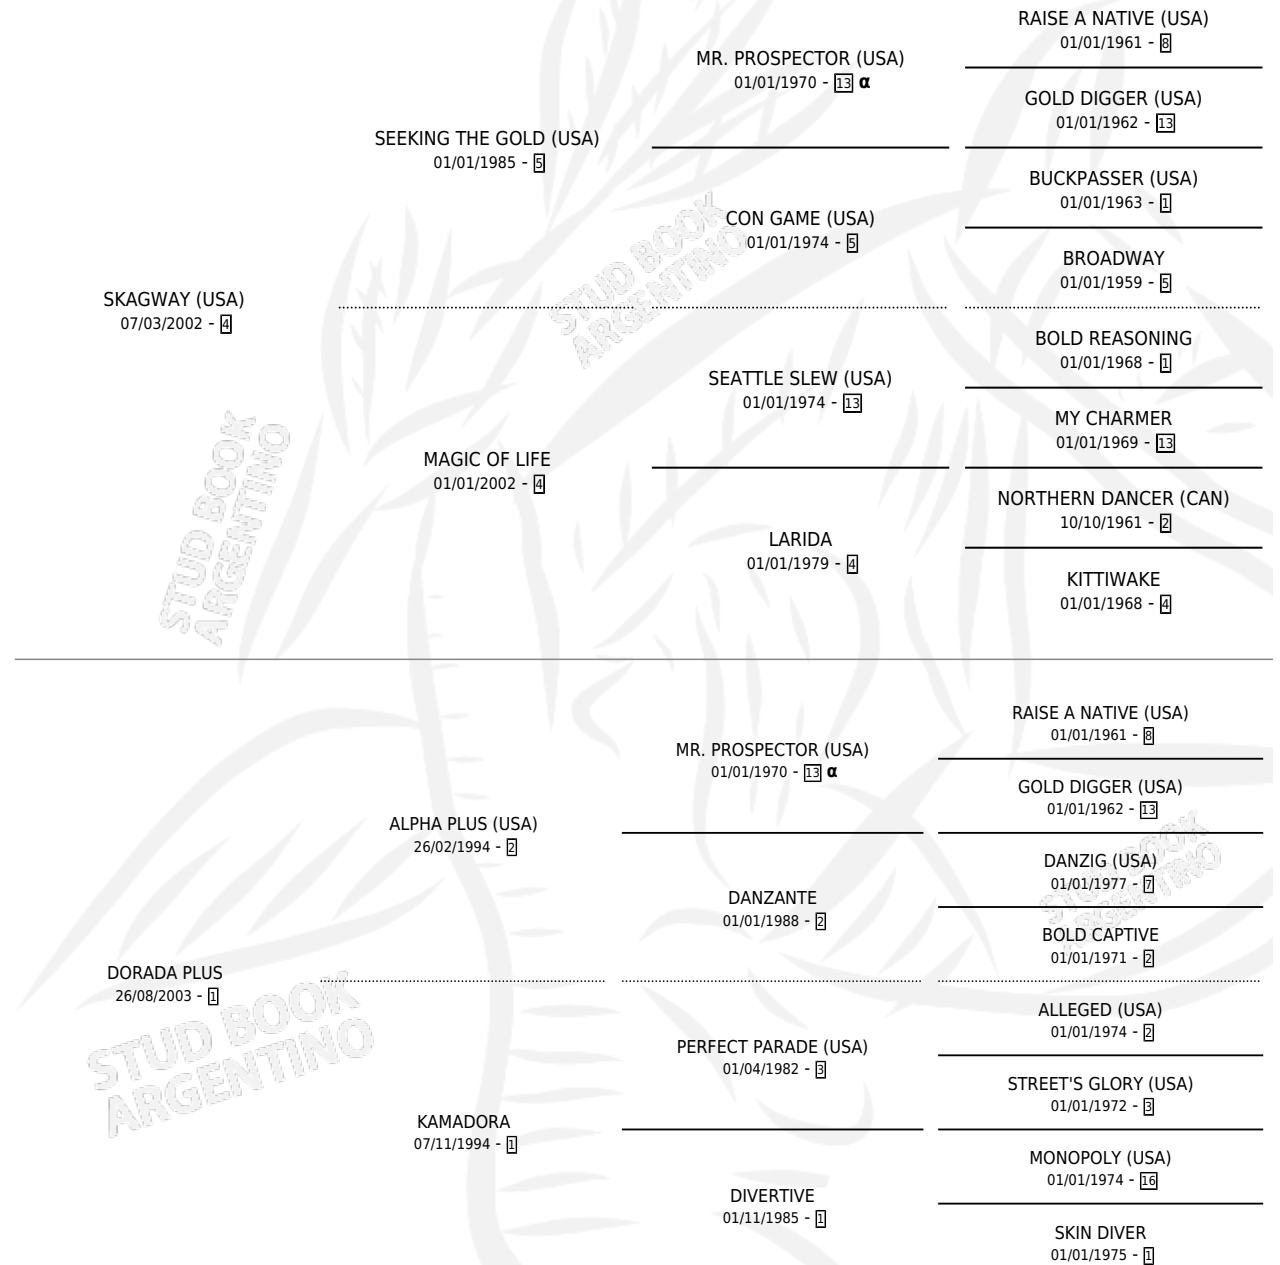 RAISE A NATIVE (USA)
01/01/1961 - 8
MR. PROSPECTOR (USA)
01/01/1970 - 13 α
GOLD DIGGER (USA)
01/01/1962 - 13
SEEKING THE GOLD (USA)
01/01/1985 - 5
BUCKPASSER (USA)
01/01/1963 - 1
CON GAME (USA)
01/01/1974 - 5
BROADWAY
01/01/1959 - 5
SKAGWAY (USA)
07/03/2002 - 4
BOLD REASONING
01/01/1968 - 1
SEATTLE SLEW (USA)
01/01/1974 - 13
MY CHARMER
01/01/1969 - 13
MAGIC OF LIFE
01/01/2002 - 4
NORTHERN DANCER (CAN)
10/10/1961 - 2
LARIDA
01/01/1979 - 4
KITTIWAKE
01/01/1968 - 4
RAISE A NATIVE (USA)
01/01/1961 - 8
MR. PROSPECTOR (USA)
01/01/1970 - 13 α
GOLD DIGGER (USA)
01/01/1962 - 13
ALPHA PLUS (USA)
26/02/1994 - 2
DANZIG (USA)
01/01/1977 - 7
DANZANTE
01/01/1988 - 2
BOLD CAPTIVE
01/01/1971 - 2
DORADA PLUS
26/08/2003 - 1
ALLEGED (USA)
01/01/1974 - 2
PERFECT PARADE (USA)
01/04/1982 - 3
STREET'S GLORY (USA)
01/01/1972 - 3
KAMADORA
07/11/1994 - 1
MONOPOLY (USA)
01/01/1974 - 16
DIVERTIVE
01/11/1985 - 1
SKIN DIVER
01/01/1975 - 1
STUD BOOK
ARGENTINO
STUD BOOK
ARGENTINO
STUD BOOK
ARGENTINO
STUD BOOK
ARGENTINO